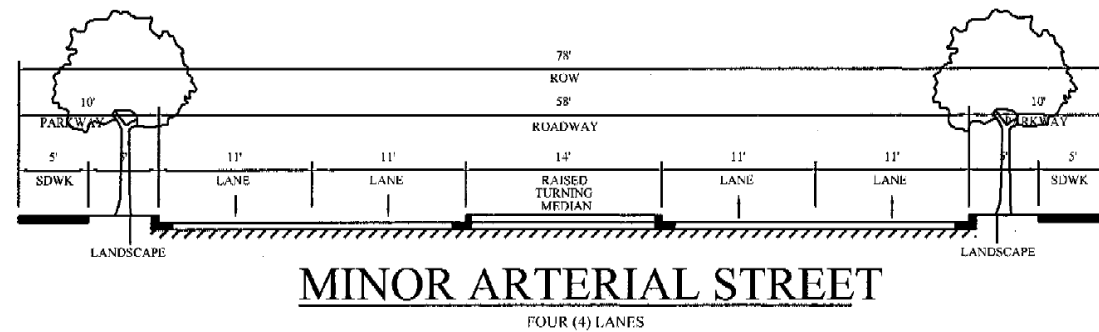 78'
ROW
10'
58'
10'
PARKWAY
ROADWAY
PARKWAY
5'
5'
11'
11'
14'
11'
11'
5'
5'
SDWK
LANE
LANE
RAISED
TURNING
MEDIAN
LANE
LANE
SDWK
LANDSCAPE
LANDSCAPE
MINOR ARTERIAL STREET
FOUR (4) LANES